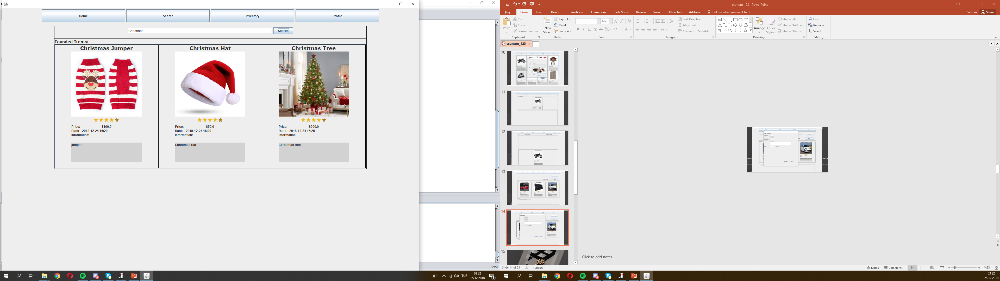 Home Search Inventory Profile
Christmas Search
Founded Items:
Christmas Jumper
Price: $100.0
Date: 2018-12-24 16:20
Information:
jumper
Christmas Hat
Price: $50.0
Date: 2018-12-24 16:20
Information:
Christmas Hat
Christmas Tree
Price: $300.0
Date: 2018-12-24 16:20
Information:
Christmas tree
82:29
TUR
03:32
25.12.2018
csunum_123 - PowerPoint
File Home Insert Design Transitions Animations Slide Show Review View Office Tab Add-ins Tell me what you want to do... Sign in Share
Paste
Cut
Copy
Format Painter
Clipboard
New Slide
Layout
Reset
Section
Slides
14+
B I U S abc AV Aa A
Font
Text Direction
Align Text
Convert to SmartArt
Paragraph
Arrange
Quick Styles
Shape Fill
Shape Outline
Shape Effects
Drawing
Find
Replace
Select
Editing
csunum_123
10
11
12
13
14
15
Click to add notes
Slide 14 of 21 Turkish Notes Comments %33
03:32
25.12.2018